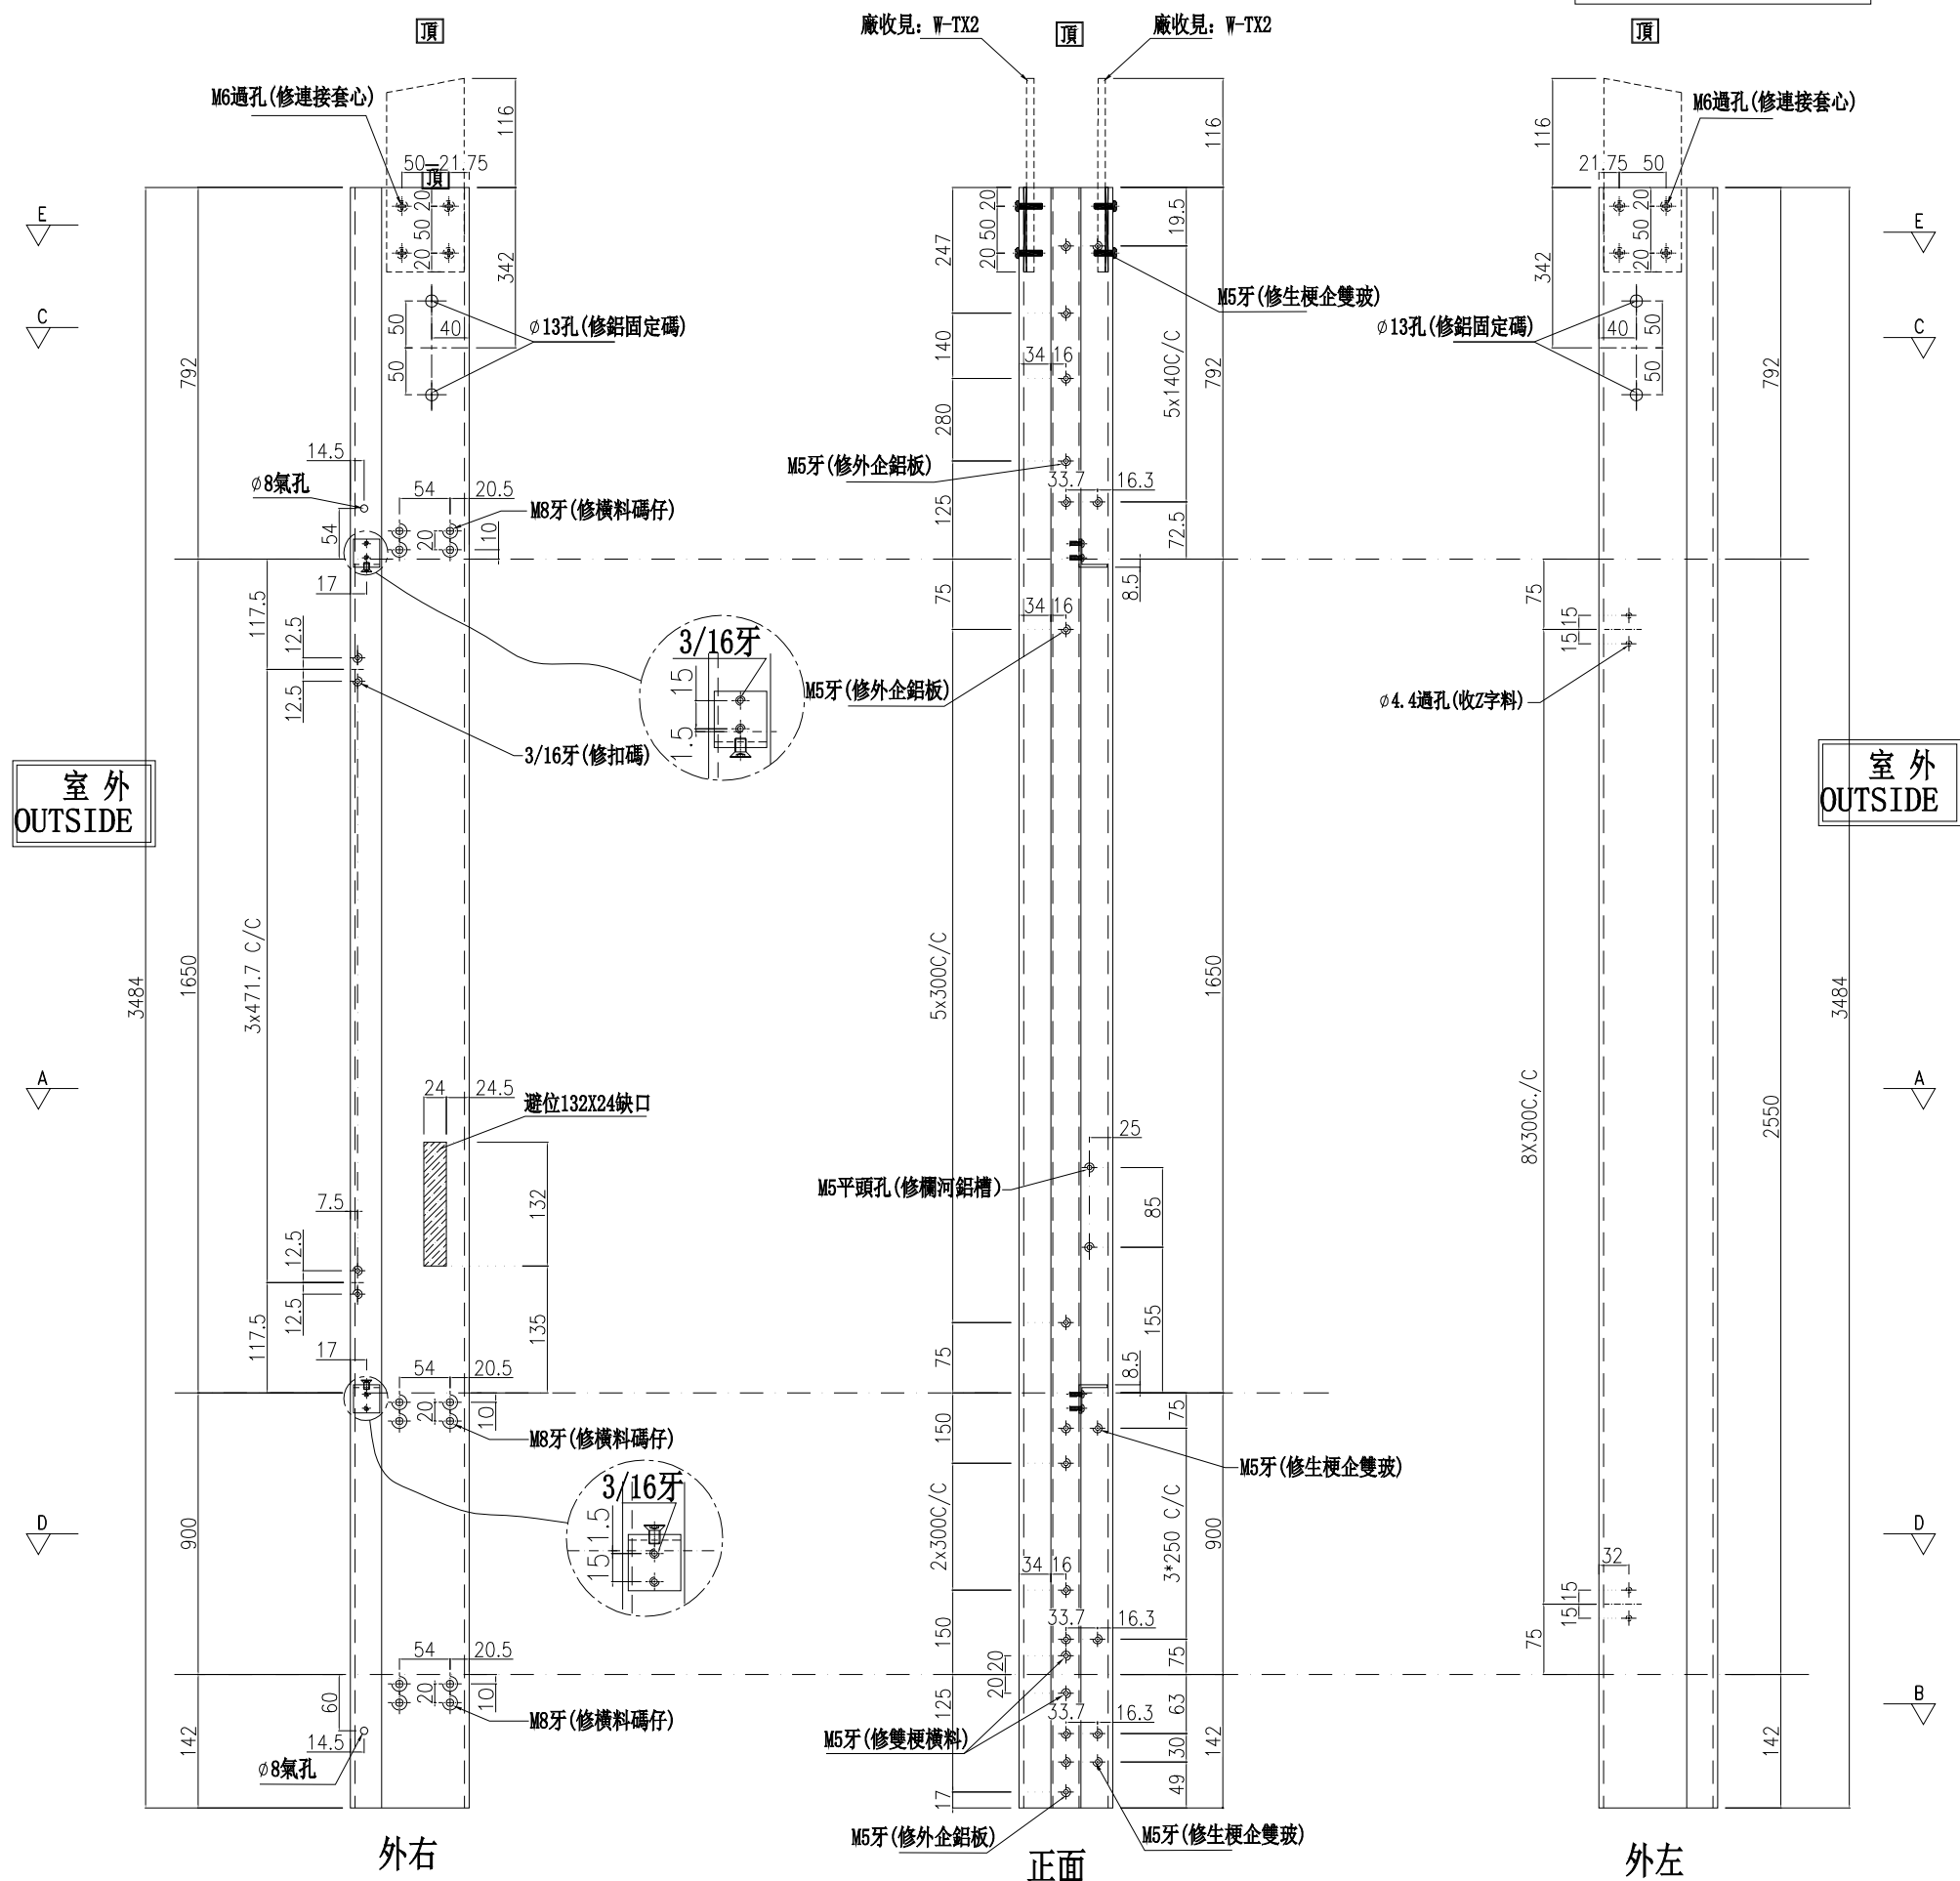 頂
M6過孔(修連接套心)
50
21.75
頂
116
20
50
20
342
E
C
50
50
40
ϕ13孔(修鋁固定碼)
792
14.5
ϕ8氣孔
54
20.5
M8牙(修橫料碼仔)
54
20
10
17
117.5
12.5
12.5
3/16牙
15
1.5
3/16牙(修扣碼)
室 外
OUTSIDE
3484
1650
3x471.7 C/C
A
24
24.5
避位132X24缺口
132
7.5
12.5
12.5
135
117.5
17
54
20.5
20
10
M8牙(修橫料碼仔)
3/16牙
1.5
15
D
900
54
20.5
60
20
10
M8牙(修橫料碼仔)
142
14.5
ϕ8氣孔
外右
廠收見: W-TX2
頂
廠收見: W-TX2
116
20
50
20
247
19.5
M5牙(修生梗企雙玻)
140
34
16
5x140C/C
792
280
M5牙(修外企鋁板)
33.7
16.3
125
72.5
8.5
75
34
16
M5牙(修外企鋁板)
5x300C/C
1650
25
M5平頭孔(修欄河鋁槽)
85
155
75
8.5
150
75
M5牙(修生梗企雙玻)
2x300C/C
3*250 C/C
900
34
16
33.7
16.3
150
75
20
20
125
63
33.7
16.3
M5牙(修雙梗橫料)
30
142
49
17
M5牙(修外企鋁板)
M5牙(修生梗企雙玻)
正面
頂
M6過孔(修連接套心)
116
21.75
50
20
50
20
342
E
C
ϕ13孔(修鋁固定碼)
40
50
50
792
75
15
15
ϕ4.4過孔(收Z字料)
室 外
OUTSIDE
3484
8X300C./C
2550
A
D
32
15
15
75
B
142
外左